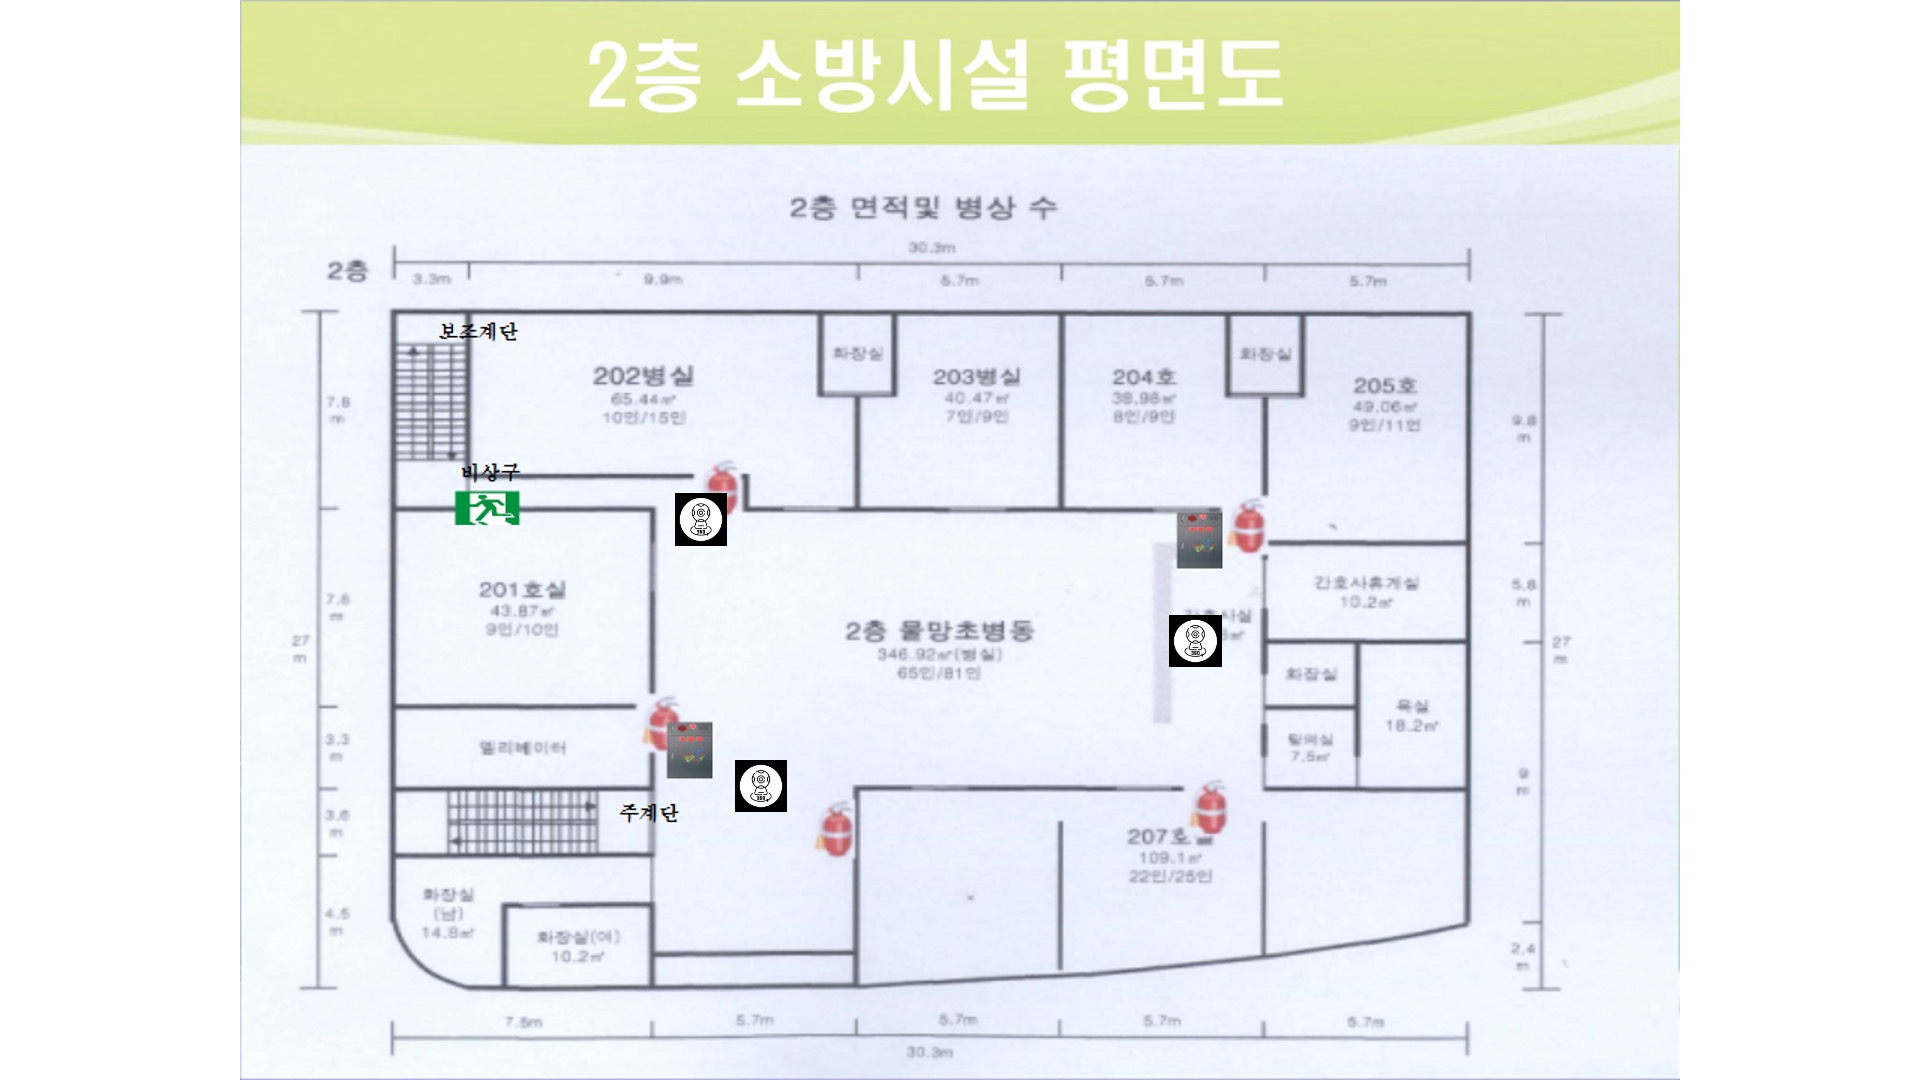 2층 소방시설 평면도
2층 면적및 병상 수
30.3m
2층
3.3m
9.9m
5.7m
5.7m
5.7m
보조계단
202병실
65.44㎡
10인/15인
화장실
203병실
40.47㎡
7인/9인
204호
38.98㎡
8인/9인
화장실
205호
49.06㎡
9인/11인
7.8
m
9.8
m
비상구
201호실
43.87㎡
9인/10인
7.8
m
간호사휴게실
10.2㎡
5.8
m
2층 물망초병동
346.92㎡(병실)
65인/81인
27
m
27
m
화장실
욕실
18.2㎡
탈의실
7.5㎡
엘리베이터
3.3
m
9
m
주계단
3.6
m
207호
109.1㎡
22인/25인
화장실
(남)
14.8㎡
화장실(여)
10.2㎡
4.5
m
2.4
m
7.5m
5.7m
5.7m
5.7m
5.7m
30.3m